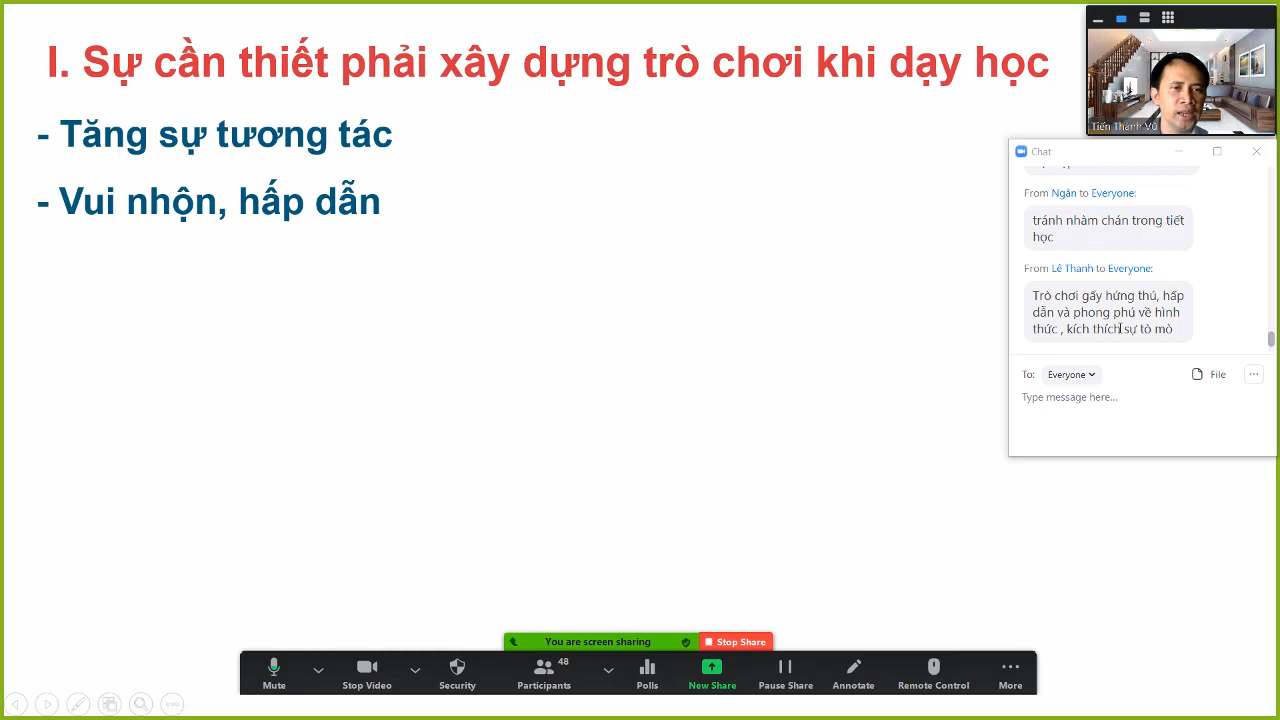 I. Sự cần thiết phải xây dựng trò chơi khi dạy học
- Tăng sự tương tác
- Vui nhộn, hấp dẫn
Tiến Thành Vũ
Chat
From Ngân to Everyone:
tránh nhàm chán trong tiết
học
From Lê Thanh to Everyone:
Trò chơi gấy hứng thú, hấp
dẫn và phong phú về hình
thức , kích thích sự tò mò
To: Everyone
File
Type message here...
You are screen sharing
Stop Share
Mute
Stop Video
Security
Participants
48
Polls
New Share
Pause Share
Annotate
Remote Control
More